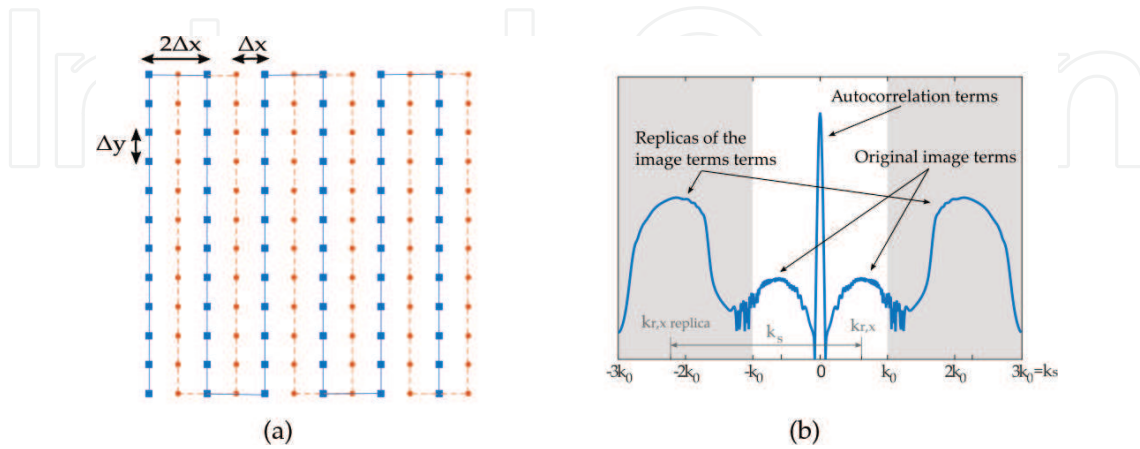 2Δx
Δx
Δy
(a)
Autocorrelation terms
Replicas of the
image terms terms
Original image terms
kr,x replica
ks
kr,x
-3k0
-2k0
-k0
0
k0
2k0
3k0=ks
(b)